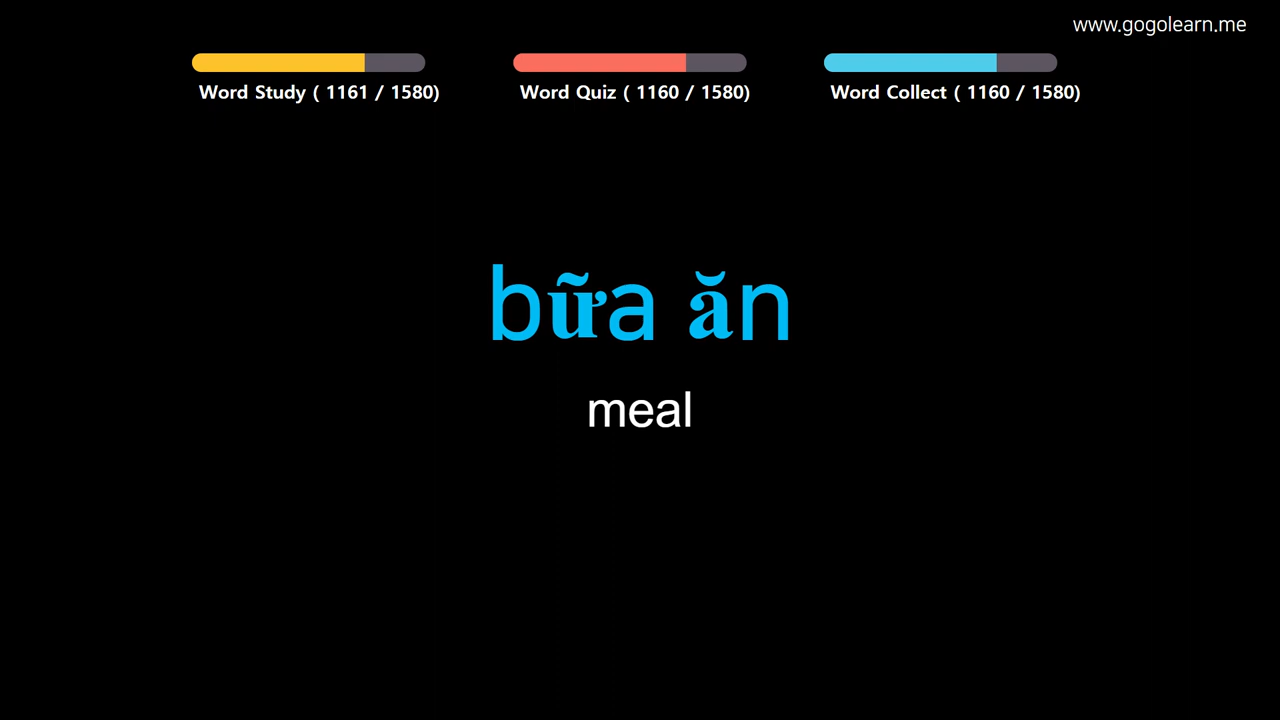 www.gogolearn.me
Word Study ( 1161 / 1580)
Word Quiz ( 1160 / 1580)
Word Collect ( 1160 / 1580)
bữa ăn
meal